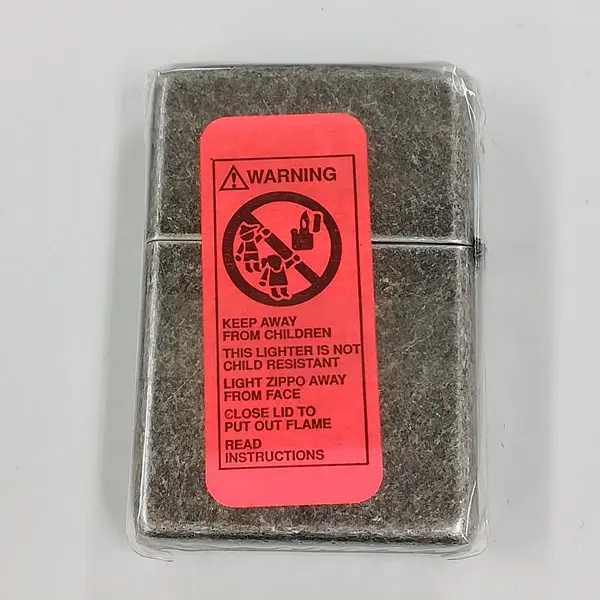 WARNING
KEEP AWAY
FROM CHILDREN
THIS LIGHTER IS NOT
CHILD RESISTANT
LIGHT ZIPPO AWAY
FROM FACE
CLOSE LID TO
PUT OUT FLAME
READ
INSTRUCTIONS